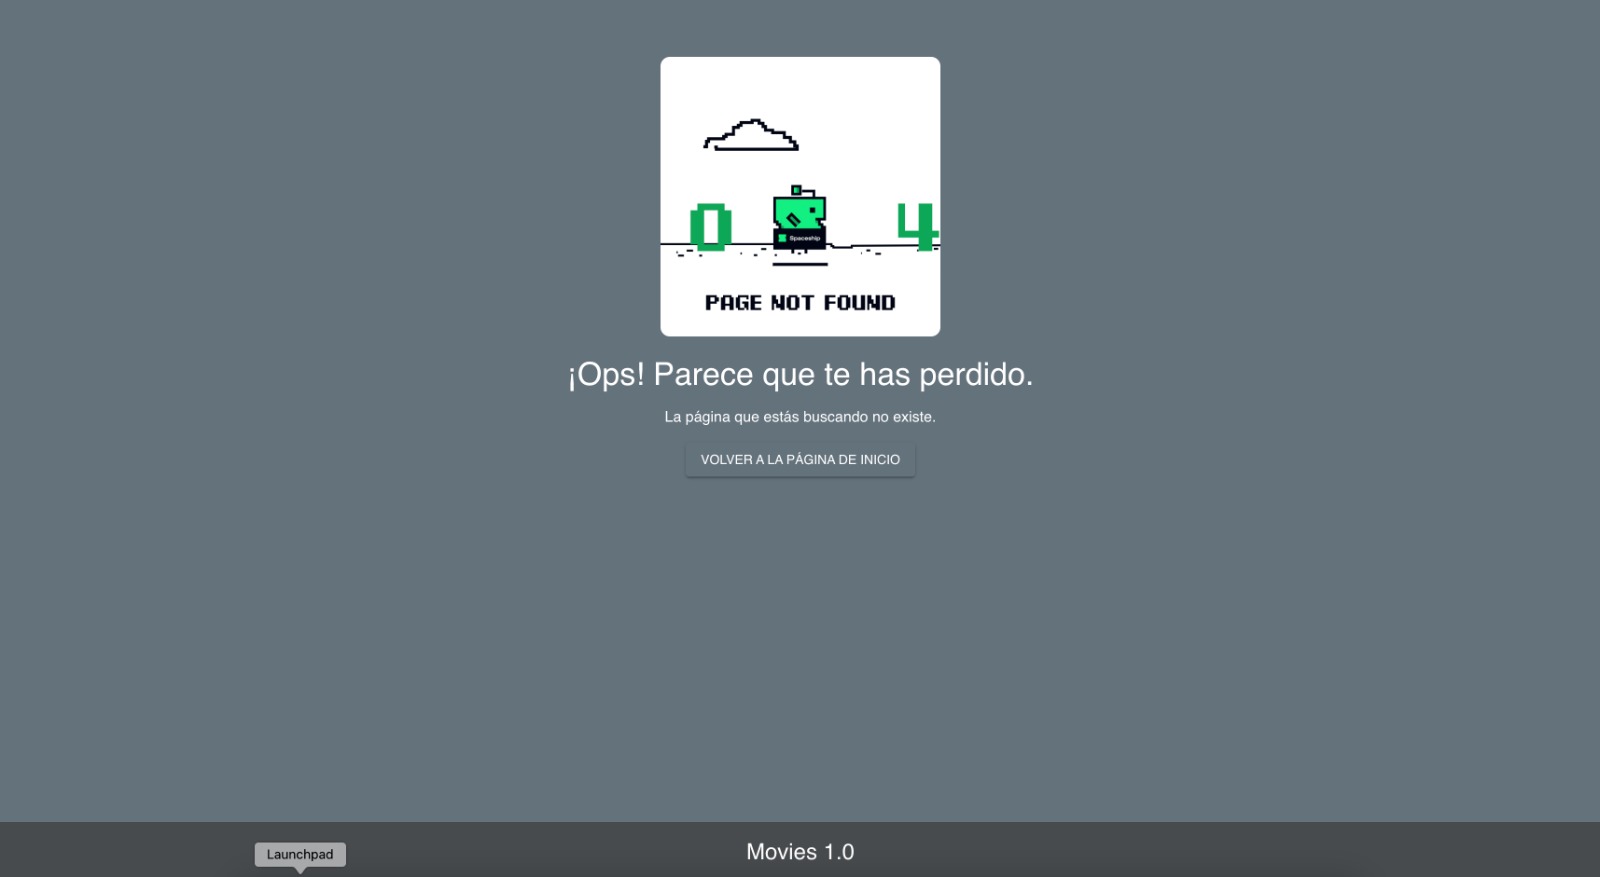 0 4
Spaceship
PAGE NOT FOUND
¡Ops! Parece que te has perdido.
La página que estás buscando no existe.
VOLVER A LA PÁGINA DE INICIO
Movies 1.0
Launchpad